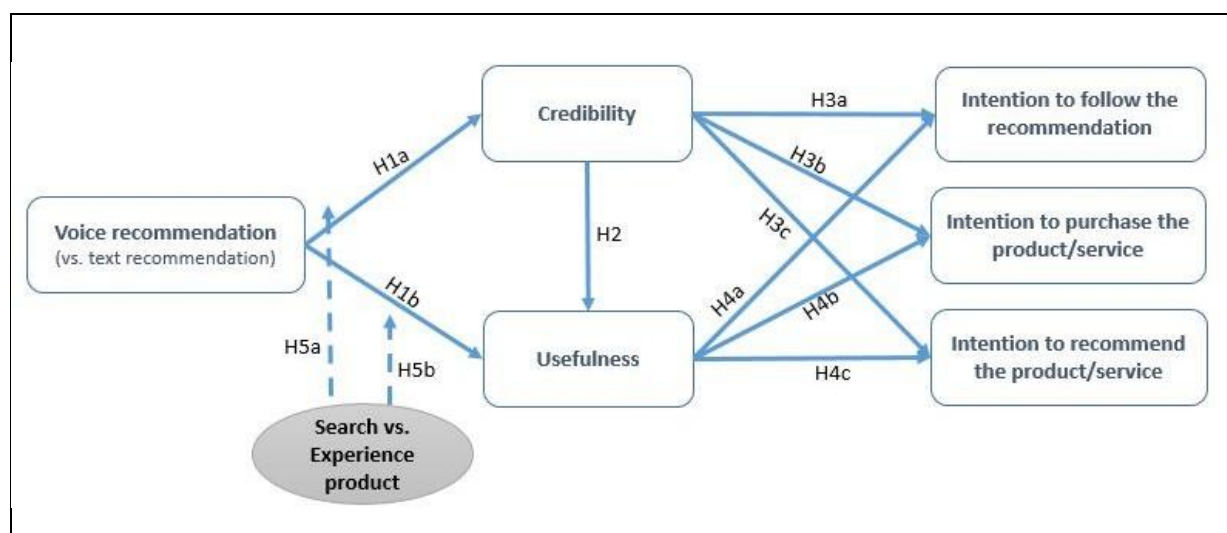 Credibility
H3a
Intention to follow the
recommendation
H1a
H3b
Voice recommendation
(vs. text recommendation)
H2
H3c
Intention to purchase the
product/service
H1b
H4a
H4b
H5a
H5b
Usefulness
H4c
Intention to recommend
the product/service
Search vs.
Experience
product